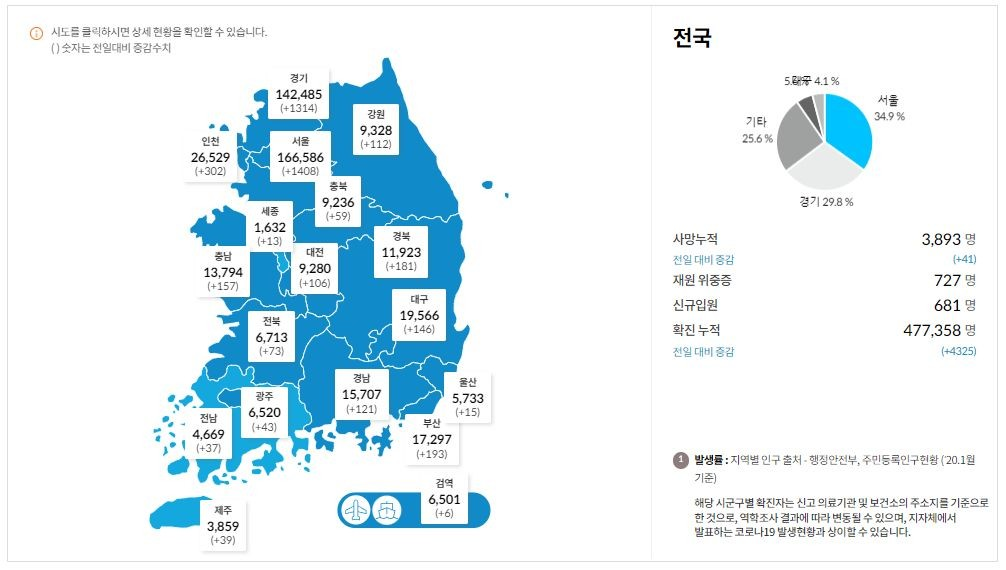 시도를 클릭하시면 상세 현황을 확인할 수 있습니다.
( ) 숫자는 전일대비 증감수치
경기
142,485
(+1314)
강원
9,328
(+112)
인천
26,529
(+302)
서울
166,586
(+1408)
충북
9,236
(+59)
세종
1,632
(+13)
경북
11,923
(+181)
충남
13,794
(+157)
대전
9,280
(+106)
대구
19,566
(+146)
전북
6,713
(+73)
경남
15,707
(+121)
울산
5,733
(+15)
광주
6,520
(+43)
전남
4,669
(+37)
부산
17,297
(+193)
검역
6,501
(+6)
제주
3,859
(+39)
전국
4.1 %
서울
34.9 %
기타
25.6 %
경기 29.8 %
사망누적 3,893 명
전일 대비 증감 (+41)
재원 위중증 727 명
신규입원 681 명
확진 누적 477,358 명
전일 대비 증감 (+4325)
1 발생률 : 지역별 인구 출처 - 행정안전부, 주민등록인구현황 (´20.1월
기준)
해당 시군구별 확진자는 신고 의료기관 및 보건소의 주소지를 기준으로
한 것으로, 역학조사 결과에 따라 변동될 수 있으며, 지자체에서
발표하는 코로나19 발생현황과 상이할 수 있습니다.